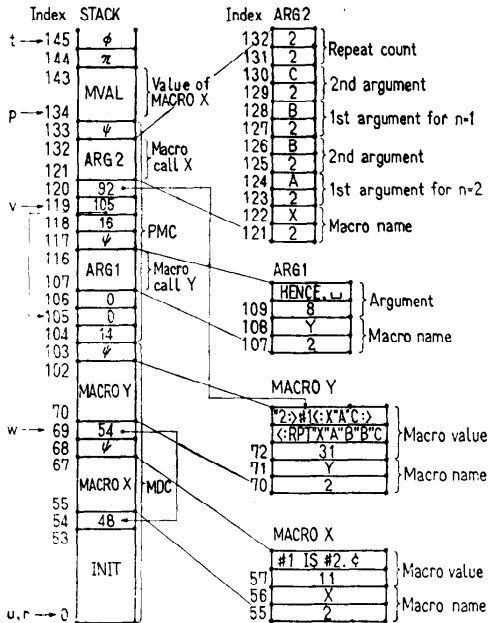 Index STACK
t → 145 φ
144 π
143
MVAL
Value of MACRO X
p → 134
133 ψ
132
ARG 2
Macro call X
121
120 92
v → 119 105
118 16
117 ψ
PMC
116
ARG1
Macro call Y
107
106 0
105 0
104 14
103 ψ
102
MACRO Y
70
w → 69 54
68 ψ
67
MACRO X
MDC
55
54 48
53
INIT
u,r → 0
Index ARG2
132 2
131 2
Repeat count
130 C
129 2
2nd argument
128 B
127 2
1st argument for n=1
126 B
125 2
2nd argument
124 A
123 2
1st argument for n=2
122 X
121 2
Macro name
ARG1
HENCE.␣
109 8
Argument
108 Y
107 2
Macro name
MACRO Y
"2:>#1<:X"A"C:>
<:RPT"X"A"B"B"C
72 31
Macro value
71 Y
70 2
Macro name
MACRO X
#1 IS #2. ¢
57 11
Macro value
56 X
55 2
Macro name